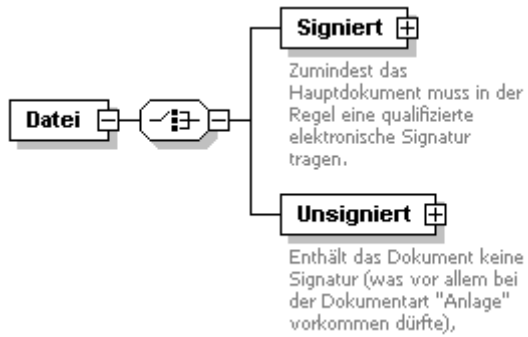 Signiert
Zumindest das
Hauptdokument muss in der
Regel eine qualifizierte
elektronische Signatur
tragen.
Datei
Unsigniert
Enthält das Dokument keine
Signatur (was vor allem bei
der Dokumentart "Anlage"
vorkommen dürfte),